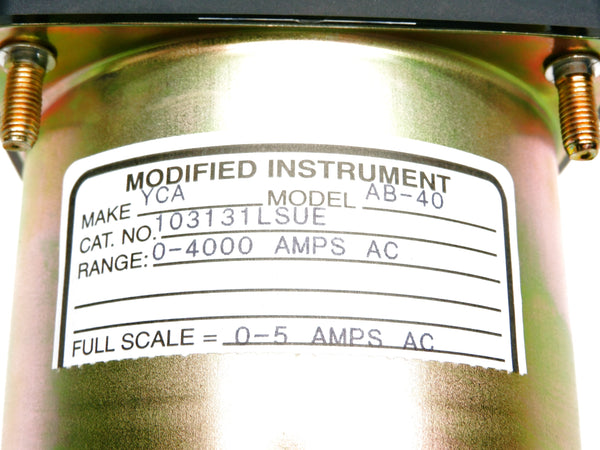 MODIFIED INSTRUMENT
MAKE YCA MODEL AB-40
CAT. NO. 103131LSUE
RANGE: 0-4000 AMPS AC
FULL SCALE = 0-5 AMPS AC